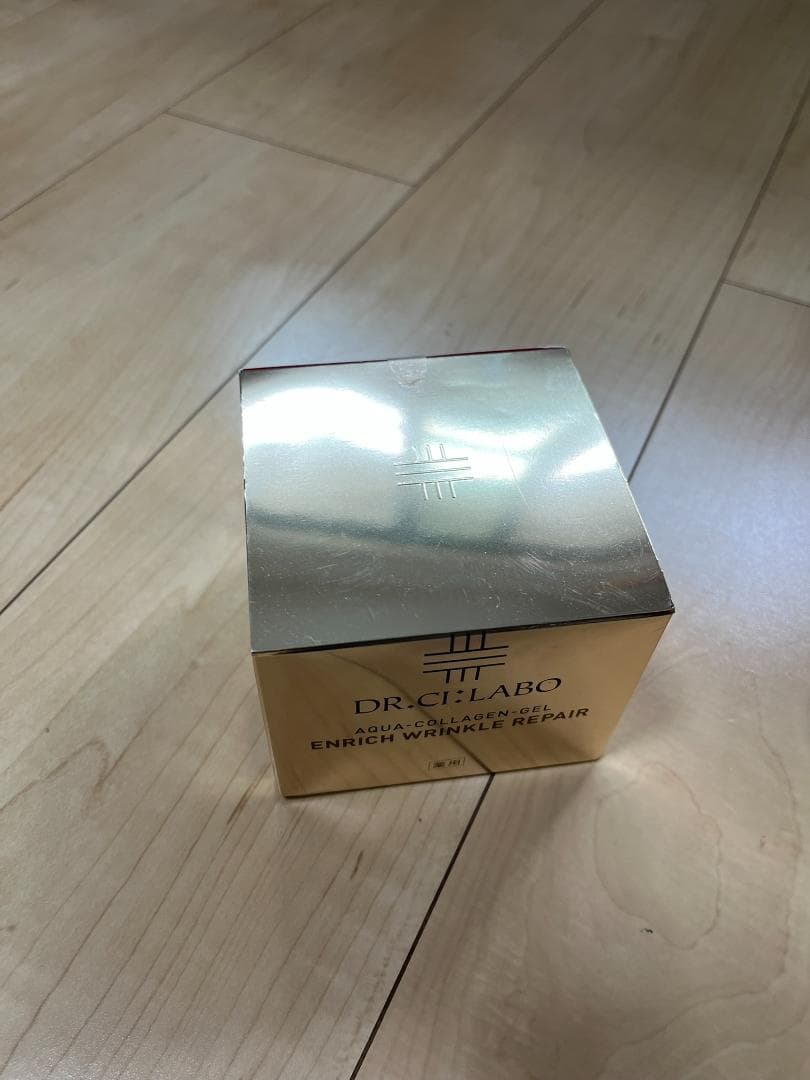 DR.CI:LABO
AQUA-COLLAGEN-GEL
ENRICH WRINKLE REPAIR
薬用